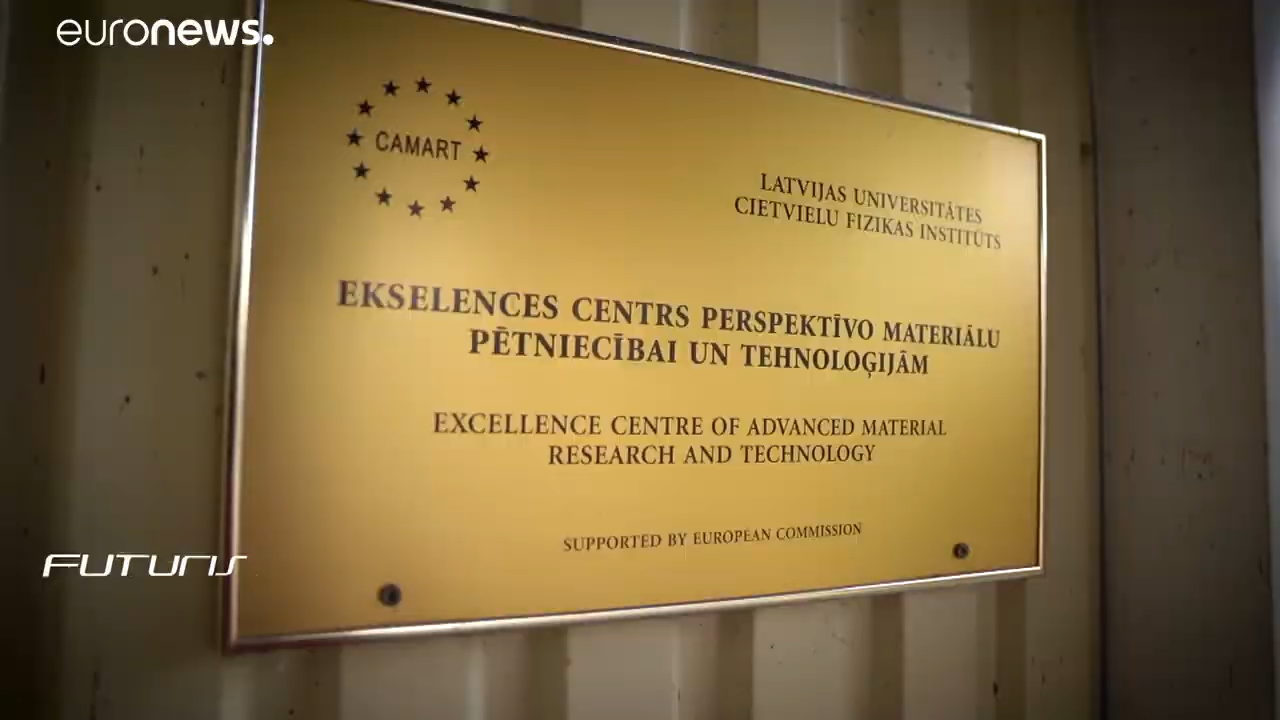 euronews.
CAMART
LATVIJAS UNIVERSITĀTES
CIETVIELU FIZIKAS INSTITŪTS
EKSELENCES CENTRS PERSPEKTĪVO MATERIĀLU
PĒTNIECĪBAI UN TEHNOLOĢIJĀM
EXCELLENCE CENTRE OF ADVANCED MATERIAL
RESEARCH AND TECHNOLOGY
SUPPORTED BY EUROPEAN COMMISSION
FUTURIS